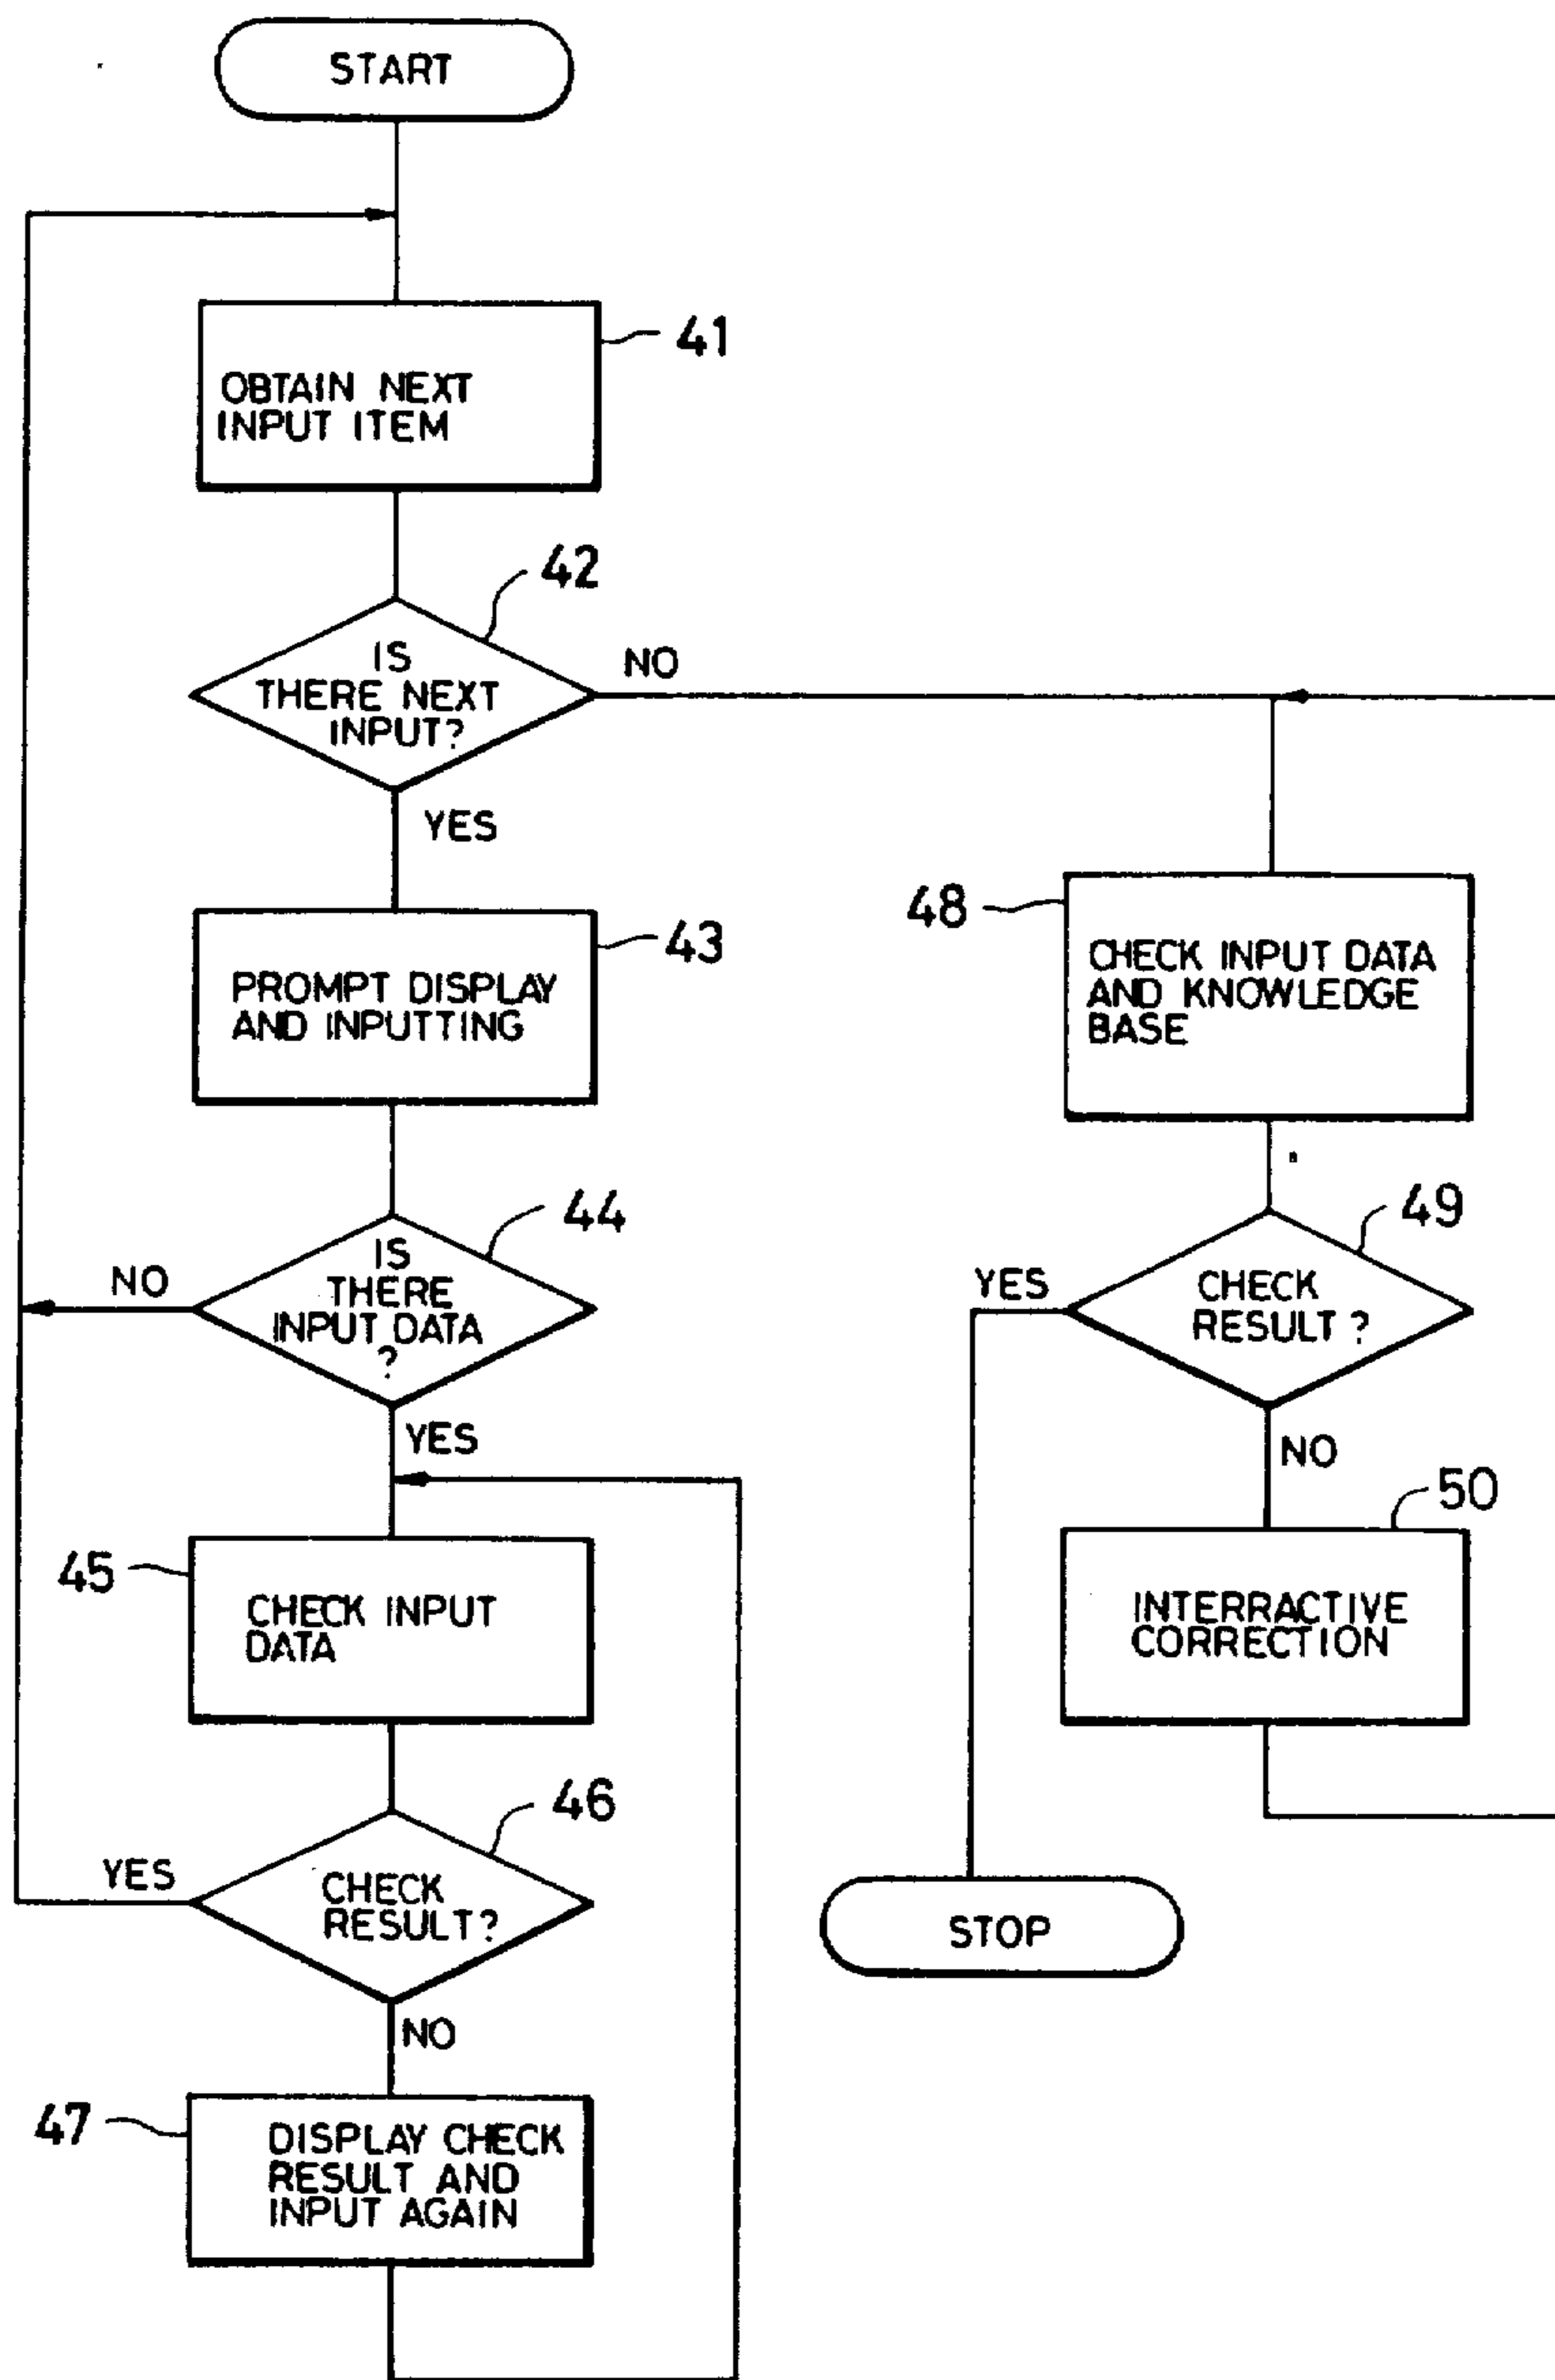 START
41
OBTAIN NEXT
INPUT ITEM
42
IS
THERE NEXT
INPUT?
NO
YES
43
PROMPT DISPLAY
AND INPUTTING
44
IS
THERE
INPUT DATA
?
NO
YES
45
CHECK INPUT
DATA
46
CHECK
RESULT?
YES
NO
47
DISPLAY CHECK
RESULT AND
INPUT AGAIN
48
CHECK INPUT DATA
AND KNOWLEDGE
BASE
49
CHECK
RESULT?
YES
NO
50
INTERRACTIVE
CORRECTION
STOP